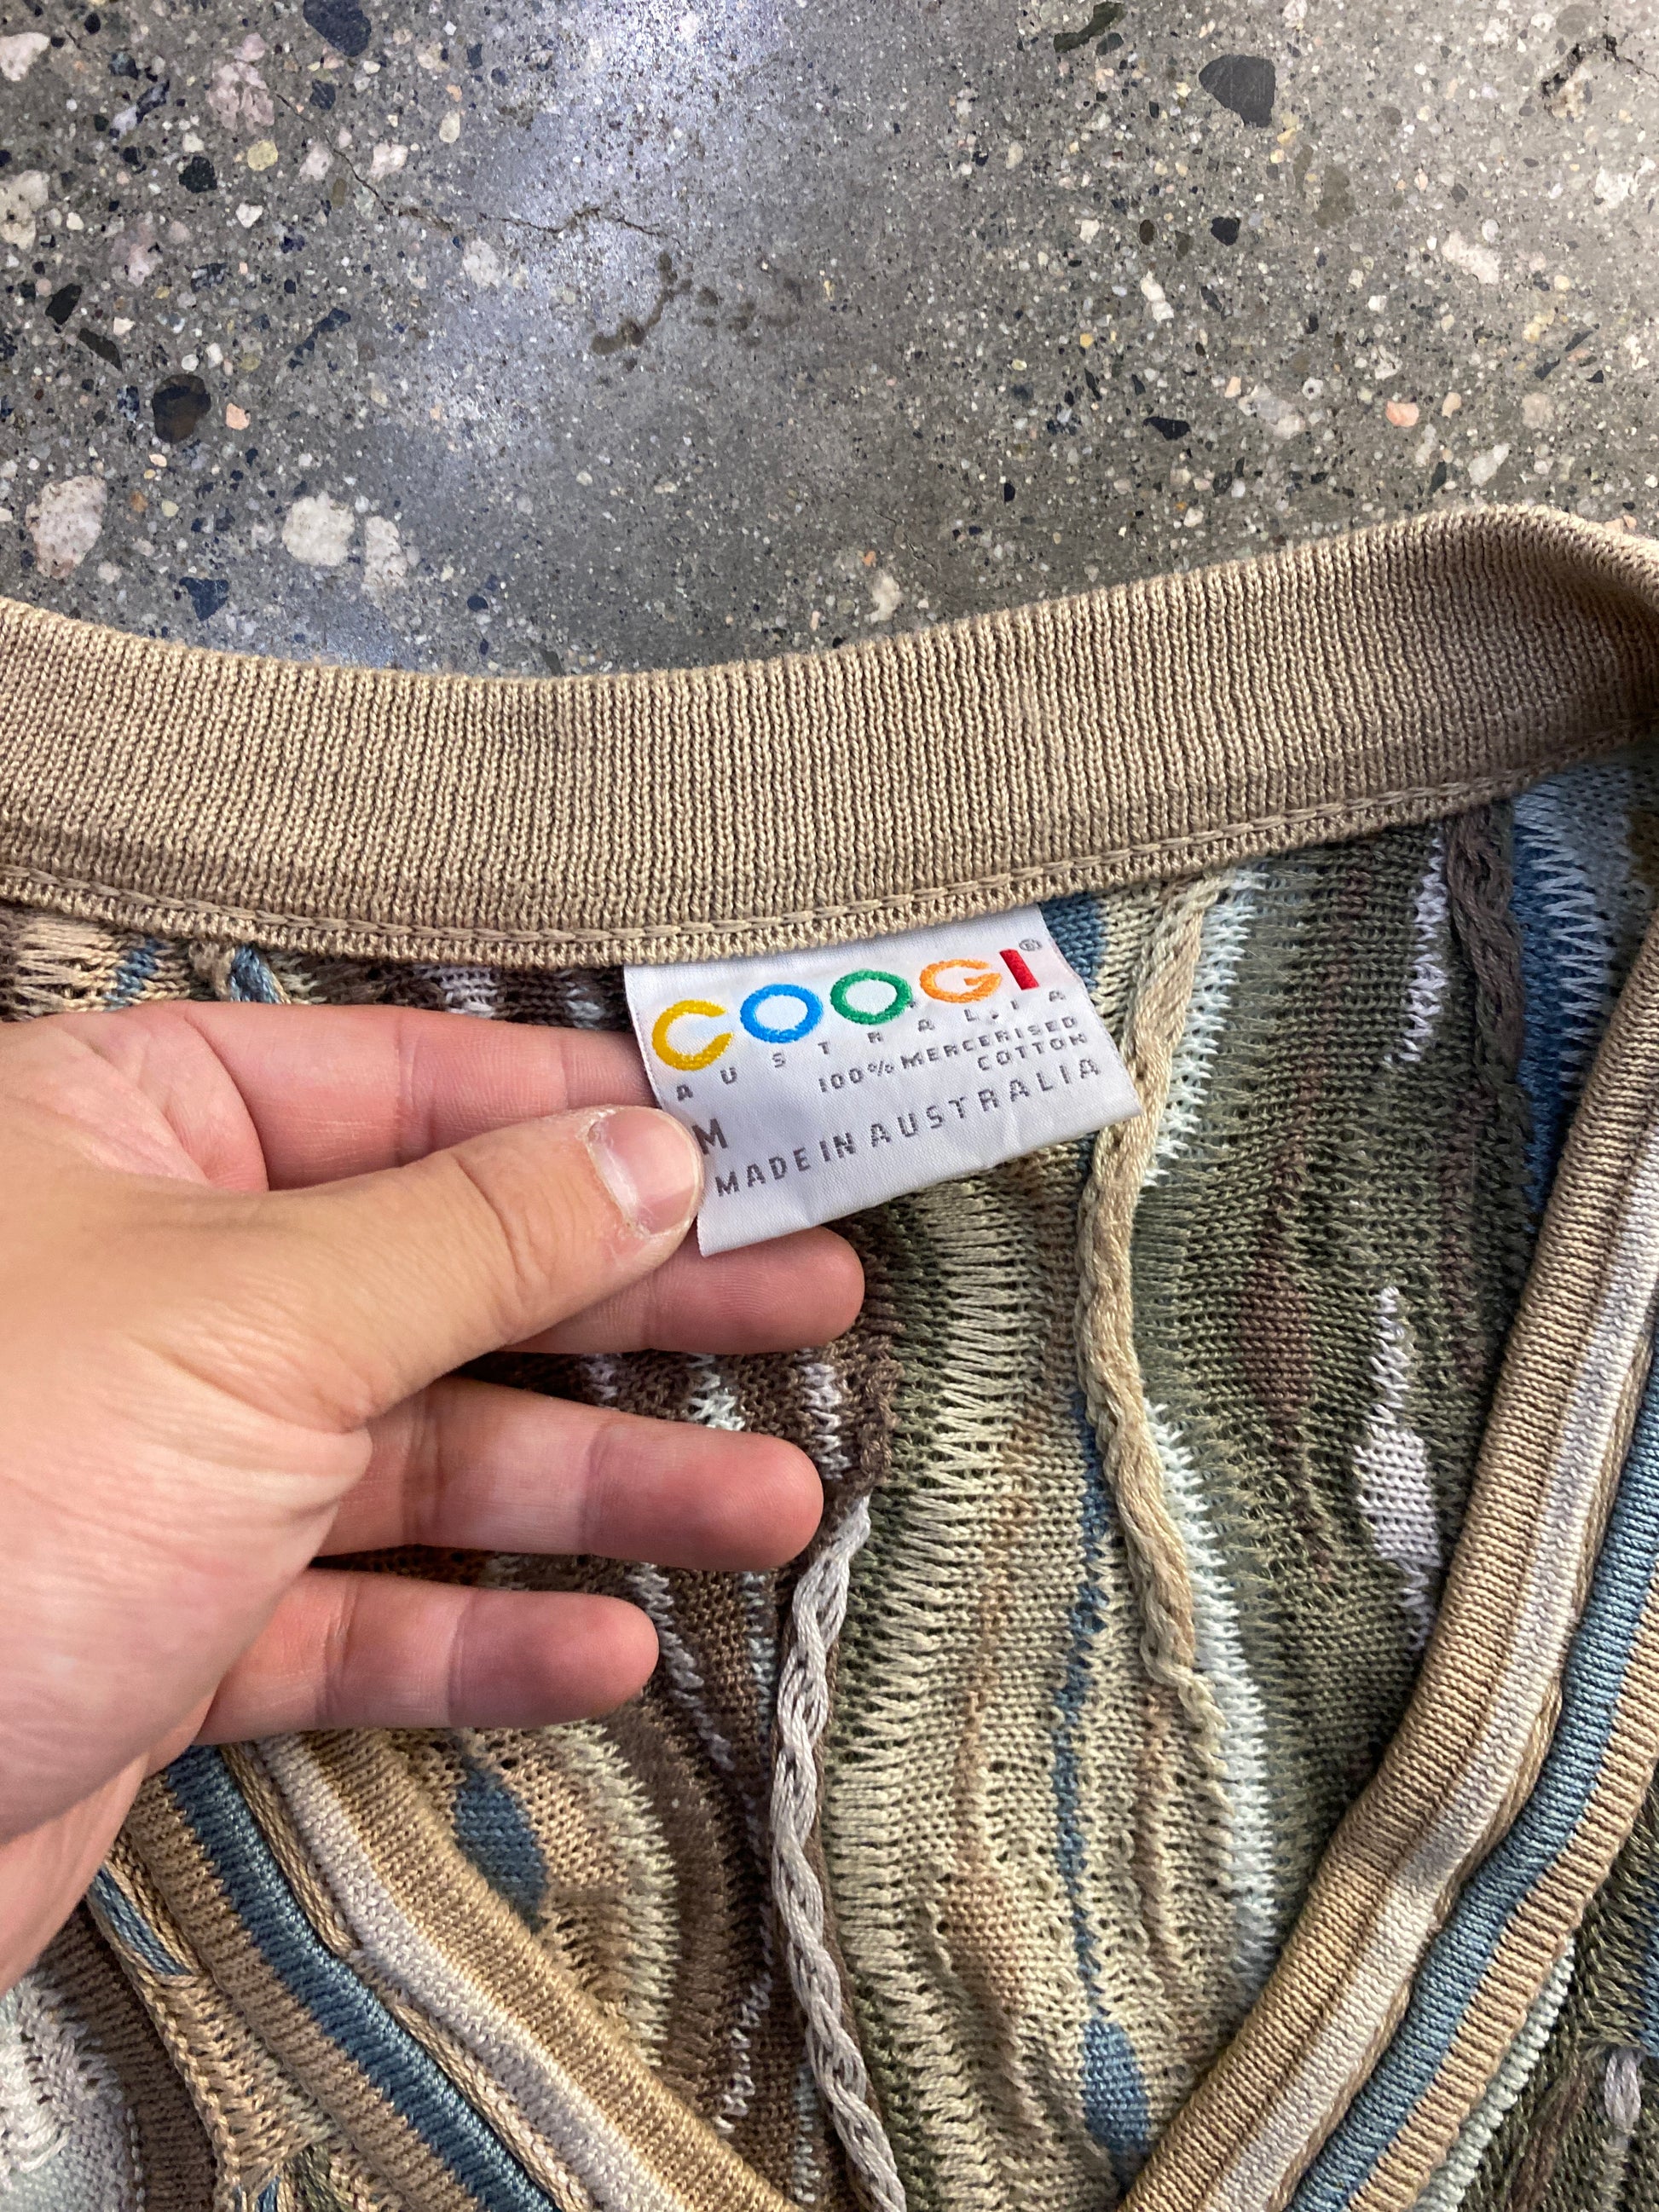 COOGI®
AUSTRALIA
100% MERCERISED
COTTON
M
MADE IN AUSTRALIA